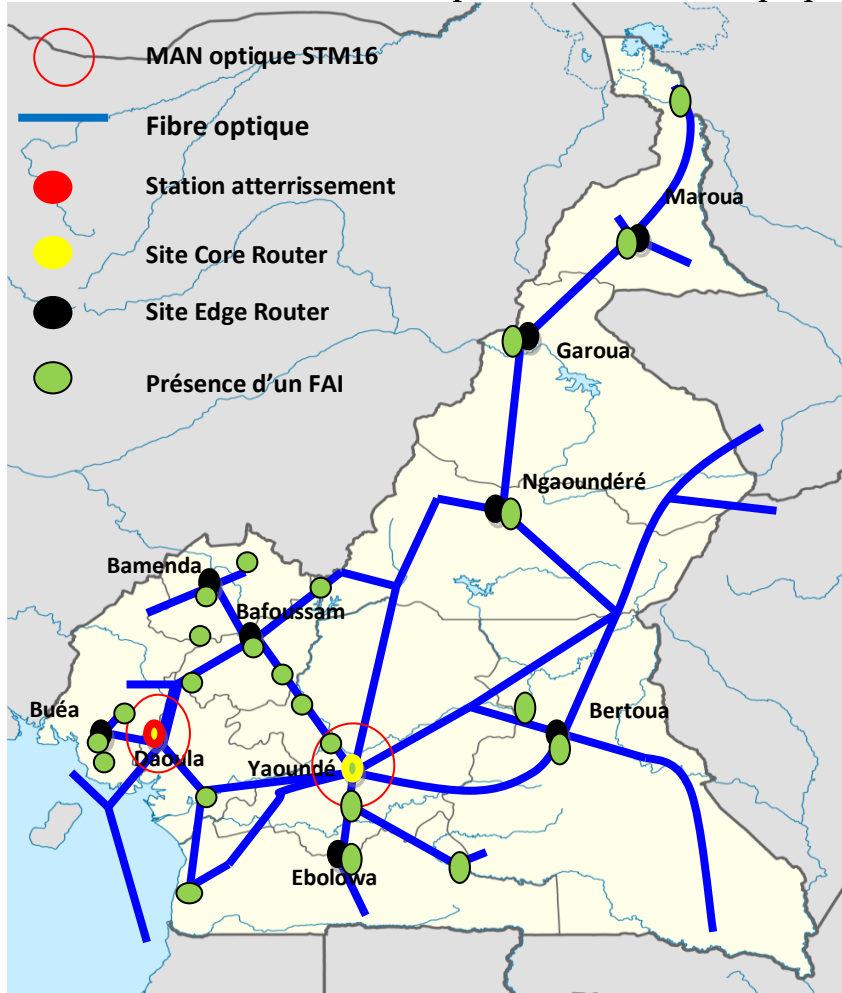 MAN optique STM16
Fibre optique
Station atterrissement
Site Core Router
Site Edge Router
Présence d'un FAI
Maroua
Garoua
Ngaoundéré
Bamenda
Bafoussam
Buéa
Daoula
Yaoundé
Bertoua
Ebolowa